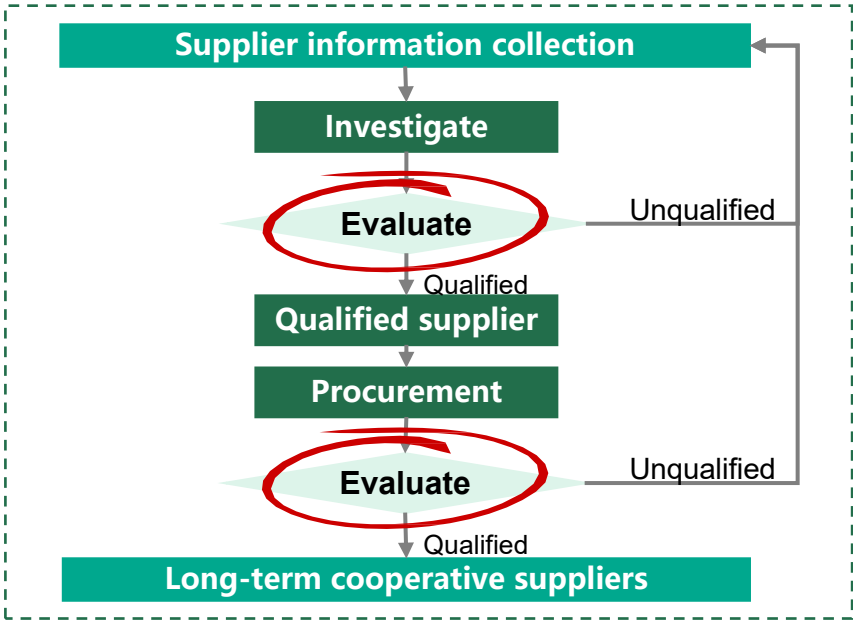 Supplier information collection
Investigate
Evaluate
Unqualified
Qualified
Qualified supplier
Procurement
Evaluate
Unqualified
Qualified
Long-term cooperative suppliers